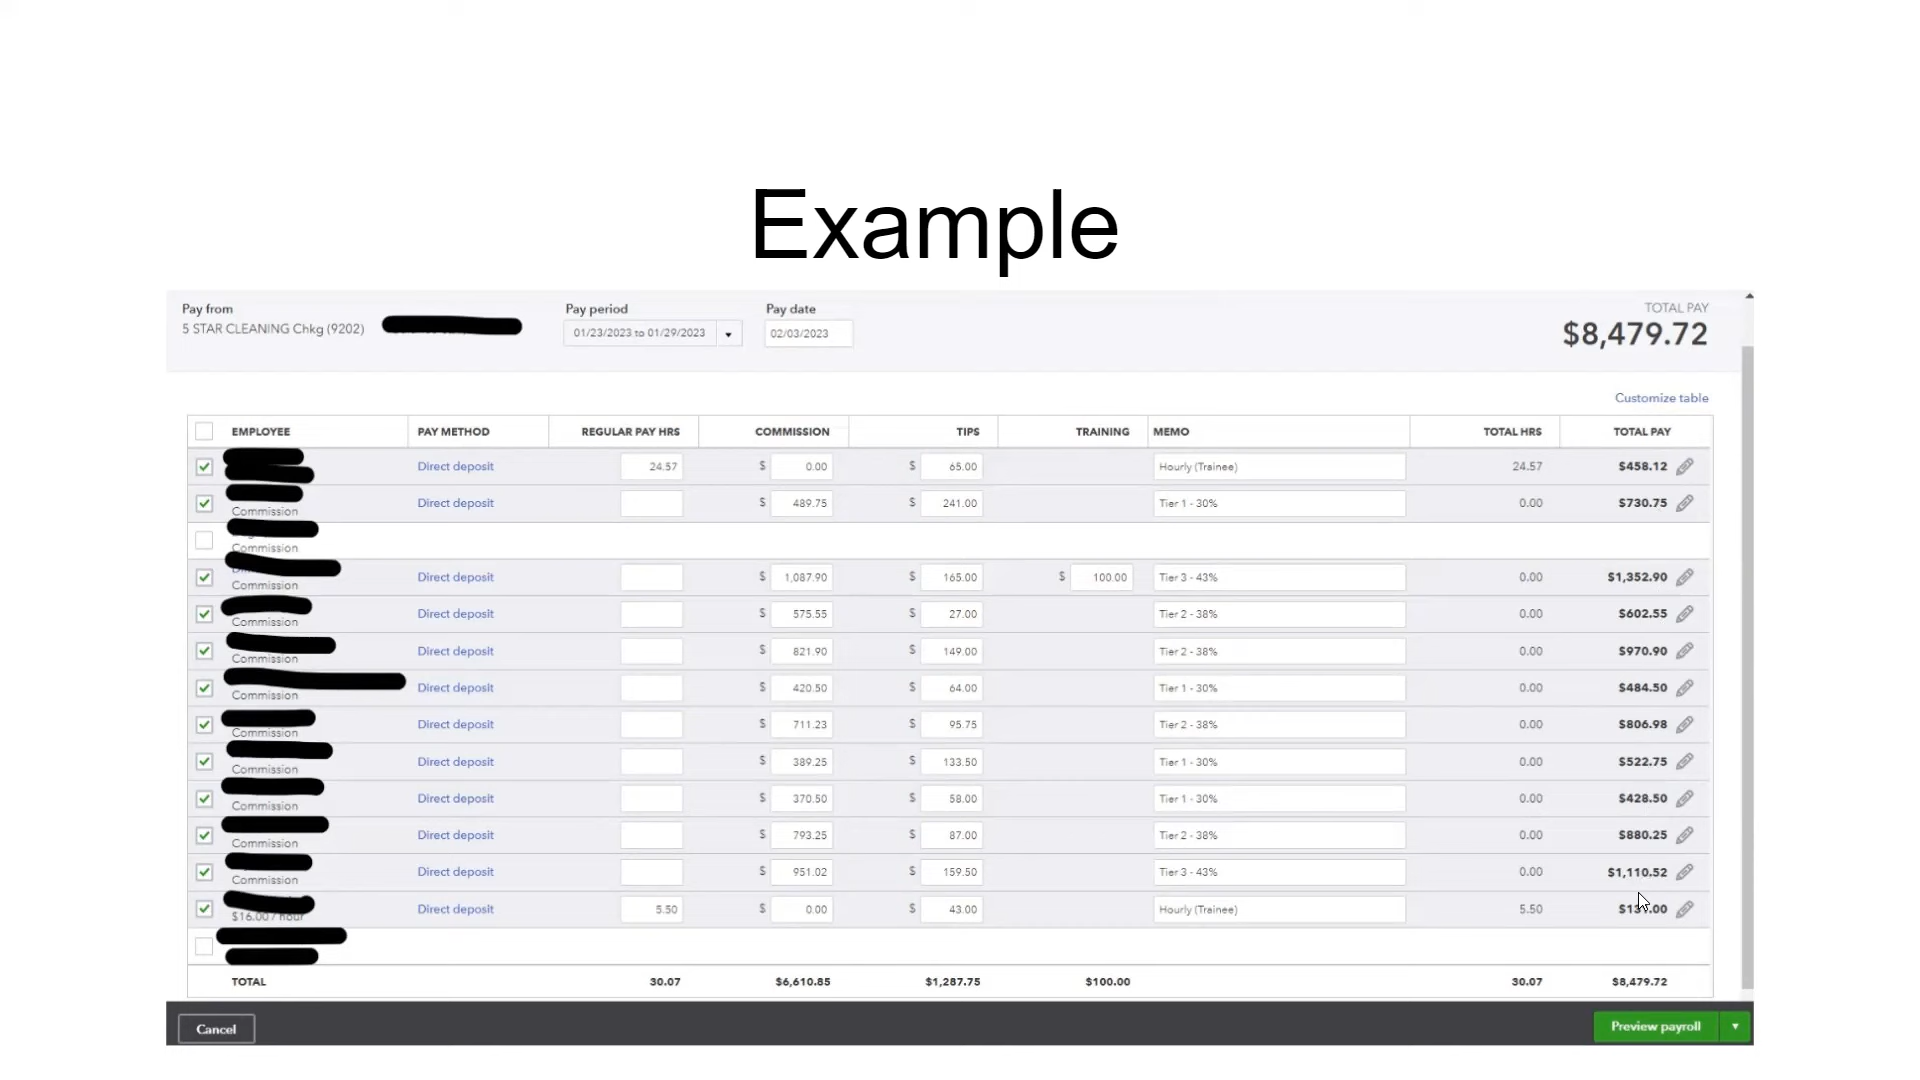 Example
Pay from
Pay period
Pay date
TOTAL PAY
5 STAR CLEANING Chkg (9202)
01/23/2023 to 01/29/2023
02/03/2023
$8,479.72
Customize table
EMPLOYEE PAY METHOD REGULAR PAY HRS COMMISSION TIPS TRAINING MEMO TOTAL HRS TOTAL PAY
Direct deposit 24.57 $ 0.00 $ 65.00 Hourly (Trainee) 24.57 $458.12
Direct deposit $ 489.75 $ 241.00 Tier 1 - 30% 0.00 $730.75
Commission
Commission
Direct deposit $ 1,087.90 $ 165.00 $ 100.00 Tier 3 - 43% 0.00 $1,352.90
Commission
Direct deposit $ 575.55 $ 27.00 Tier 2 - 38% 0.00 $602.55
Commission
Direct deposit $ 821.90 $ 149.00 Tier 2 - 38% 0.00 $970.90
Commission
Direct deposit $ 420.50 $ 64.00 Tier 1 - 30% 0.00 $484.50
Commission
Direct deposit $ 711.23 $ 95.75 Tier 2 - 38% 0.00 $806.98
Commission
Direct deposit $ 389.25 $ 133.50 Tier 1 - 30% 0.00 $522.75
Commission
Direct deposit $ 370.50 $ 58.00 Tier 1 - 30% 0.00 $428.50
Commission
Direct deposit $ 793.25 $ 87.00 Tier 2 - 38% 0.00 $880.25
Commission
Direct deposit $ 951.02 $ 159.50 Tier 3 - 43% 0.00 $1,110.52
Commission
Direct deposit 5.50 $ 0.00 $ 43.00 Hourly (Trainee) 5.50
$16.00 / hour
TOTAL 30.07 $6,610.85 $1,287.75 $100.00 30.07 $8,479.72
Cancel
Preview payroll